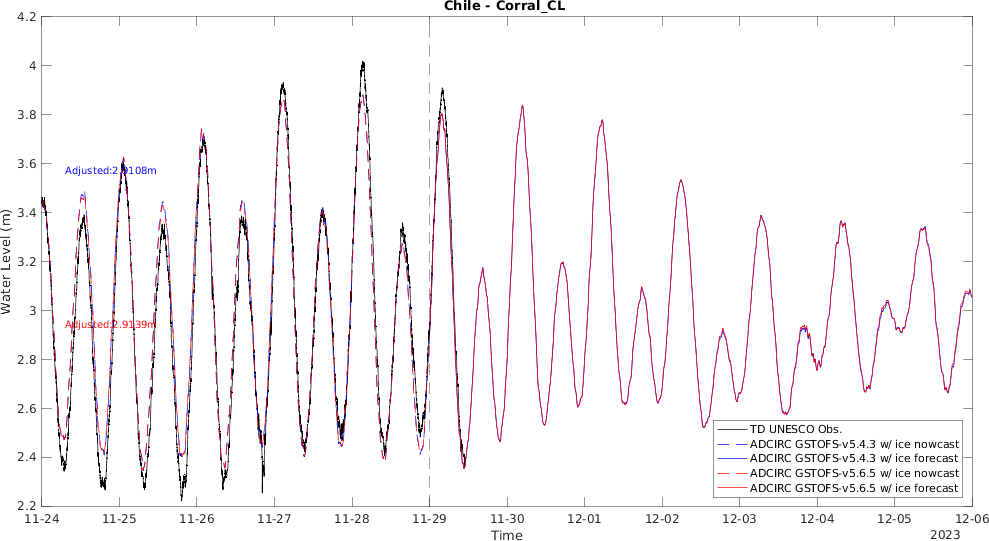 Chile - Corral_CL
4.2
4
3.8
3.6
3.4
3.2
3
2.8
2.6
2.4
2.2
Water Level (m)
Adjusted:2.9108m
Adjusted:2.9139m
TD UNESCO Obs.
ADCIRC GSTOFS-v5.4.3 w/ ice nowcast
ADCIRC GSTOFS-v5.4.3 w/ ice forecast
ADCIRC GSTOFS-v5.6.5 w/ ice nowcast
ADCIRC GSTOFS-v5.6.5 w/ ice forecast
11-24 11-25 11-26 11-27 11-28 11-29 11-30 12-01 12-02 12-03 12-04 12-05 12-06
Time
2023